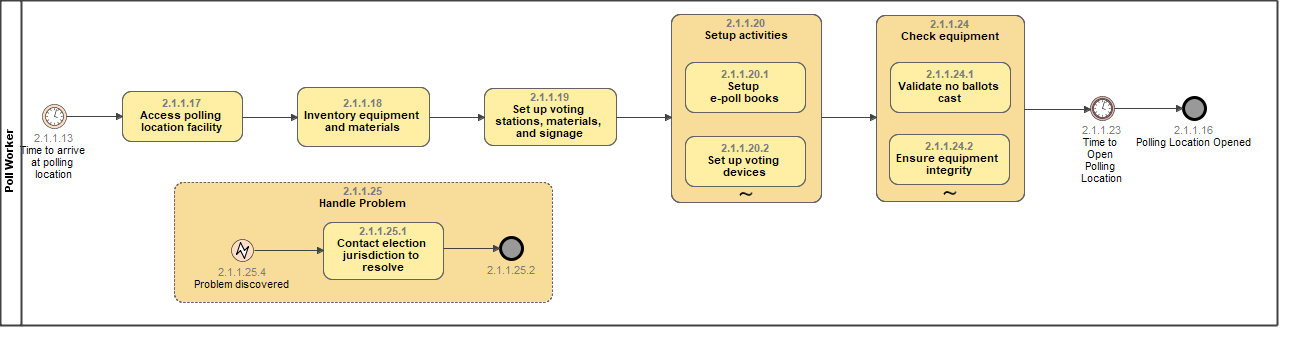 Poll Worker
2.1.1.13
Time to arrive
at polling
location
2.1.1.17
Access polling
location facility
2.1.1.18
Inventory equipment
and materials
2.1.1.19
Set up voting
stations, materials,
and signage
2.1.1.20
Setup activities
2.1.1.20.1
Setup
e-poll books
2.1.1.20.2
Set up voting
devices
~
2.1.1.24
Check equipment
2.1.1.24.1
Validate no ballots
cast
2.1.1.24.2
Ensure equipment
integrity
~
2.1.1.23
Time to
Open
Polling
Location
2.1.1.16
Polling Location Opened
2.1.1.25
Handle Problem
2.1.1.25.4
Problem discovered
2.1.1.25.1
Contact election
jurisdiction to
resolve
2.1.1.25.2